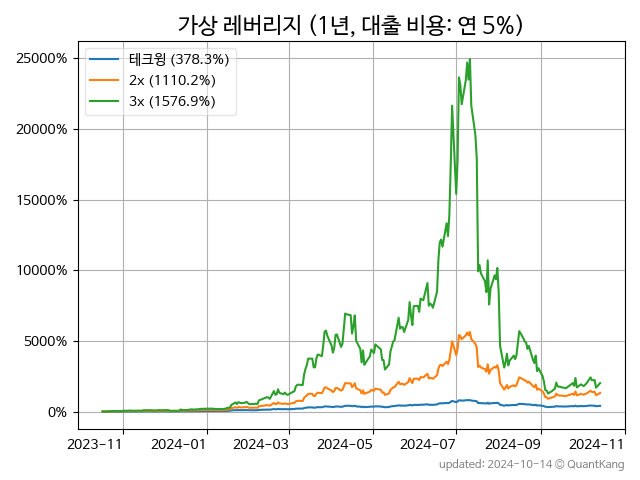 가상 레버리지 (1년, 대출 비용: 연 5%)
테크윙 (378.3%)
2x (1110.2%)
3x (1576.9%)
25000%
20000%
15000%
10000%
5000%
0%
2023-11 2024-01 2024-03 2024-05 2024-07 2024-09 2024-11
updated: 2024-10-14 © QuantKang